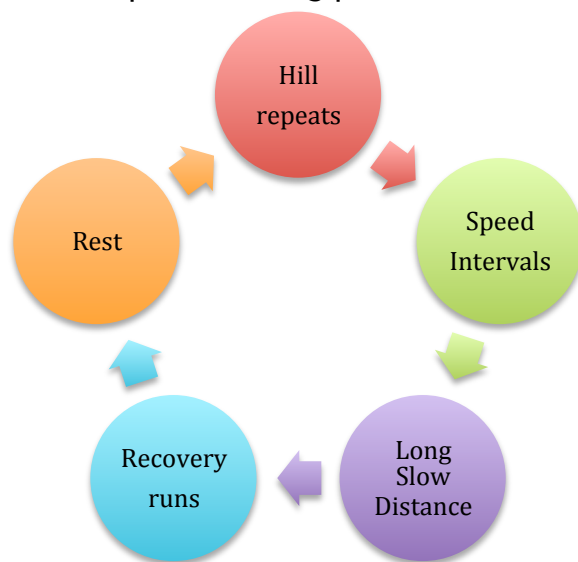 Hill
repeats
Speed
Intervals
Long
Slow
Distance
Recovery
runs
Rest